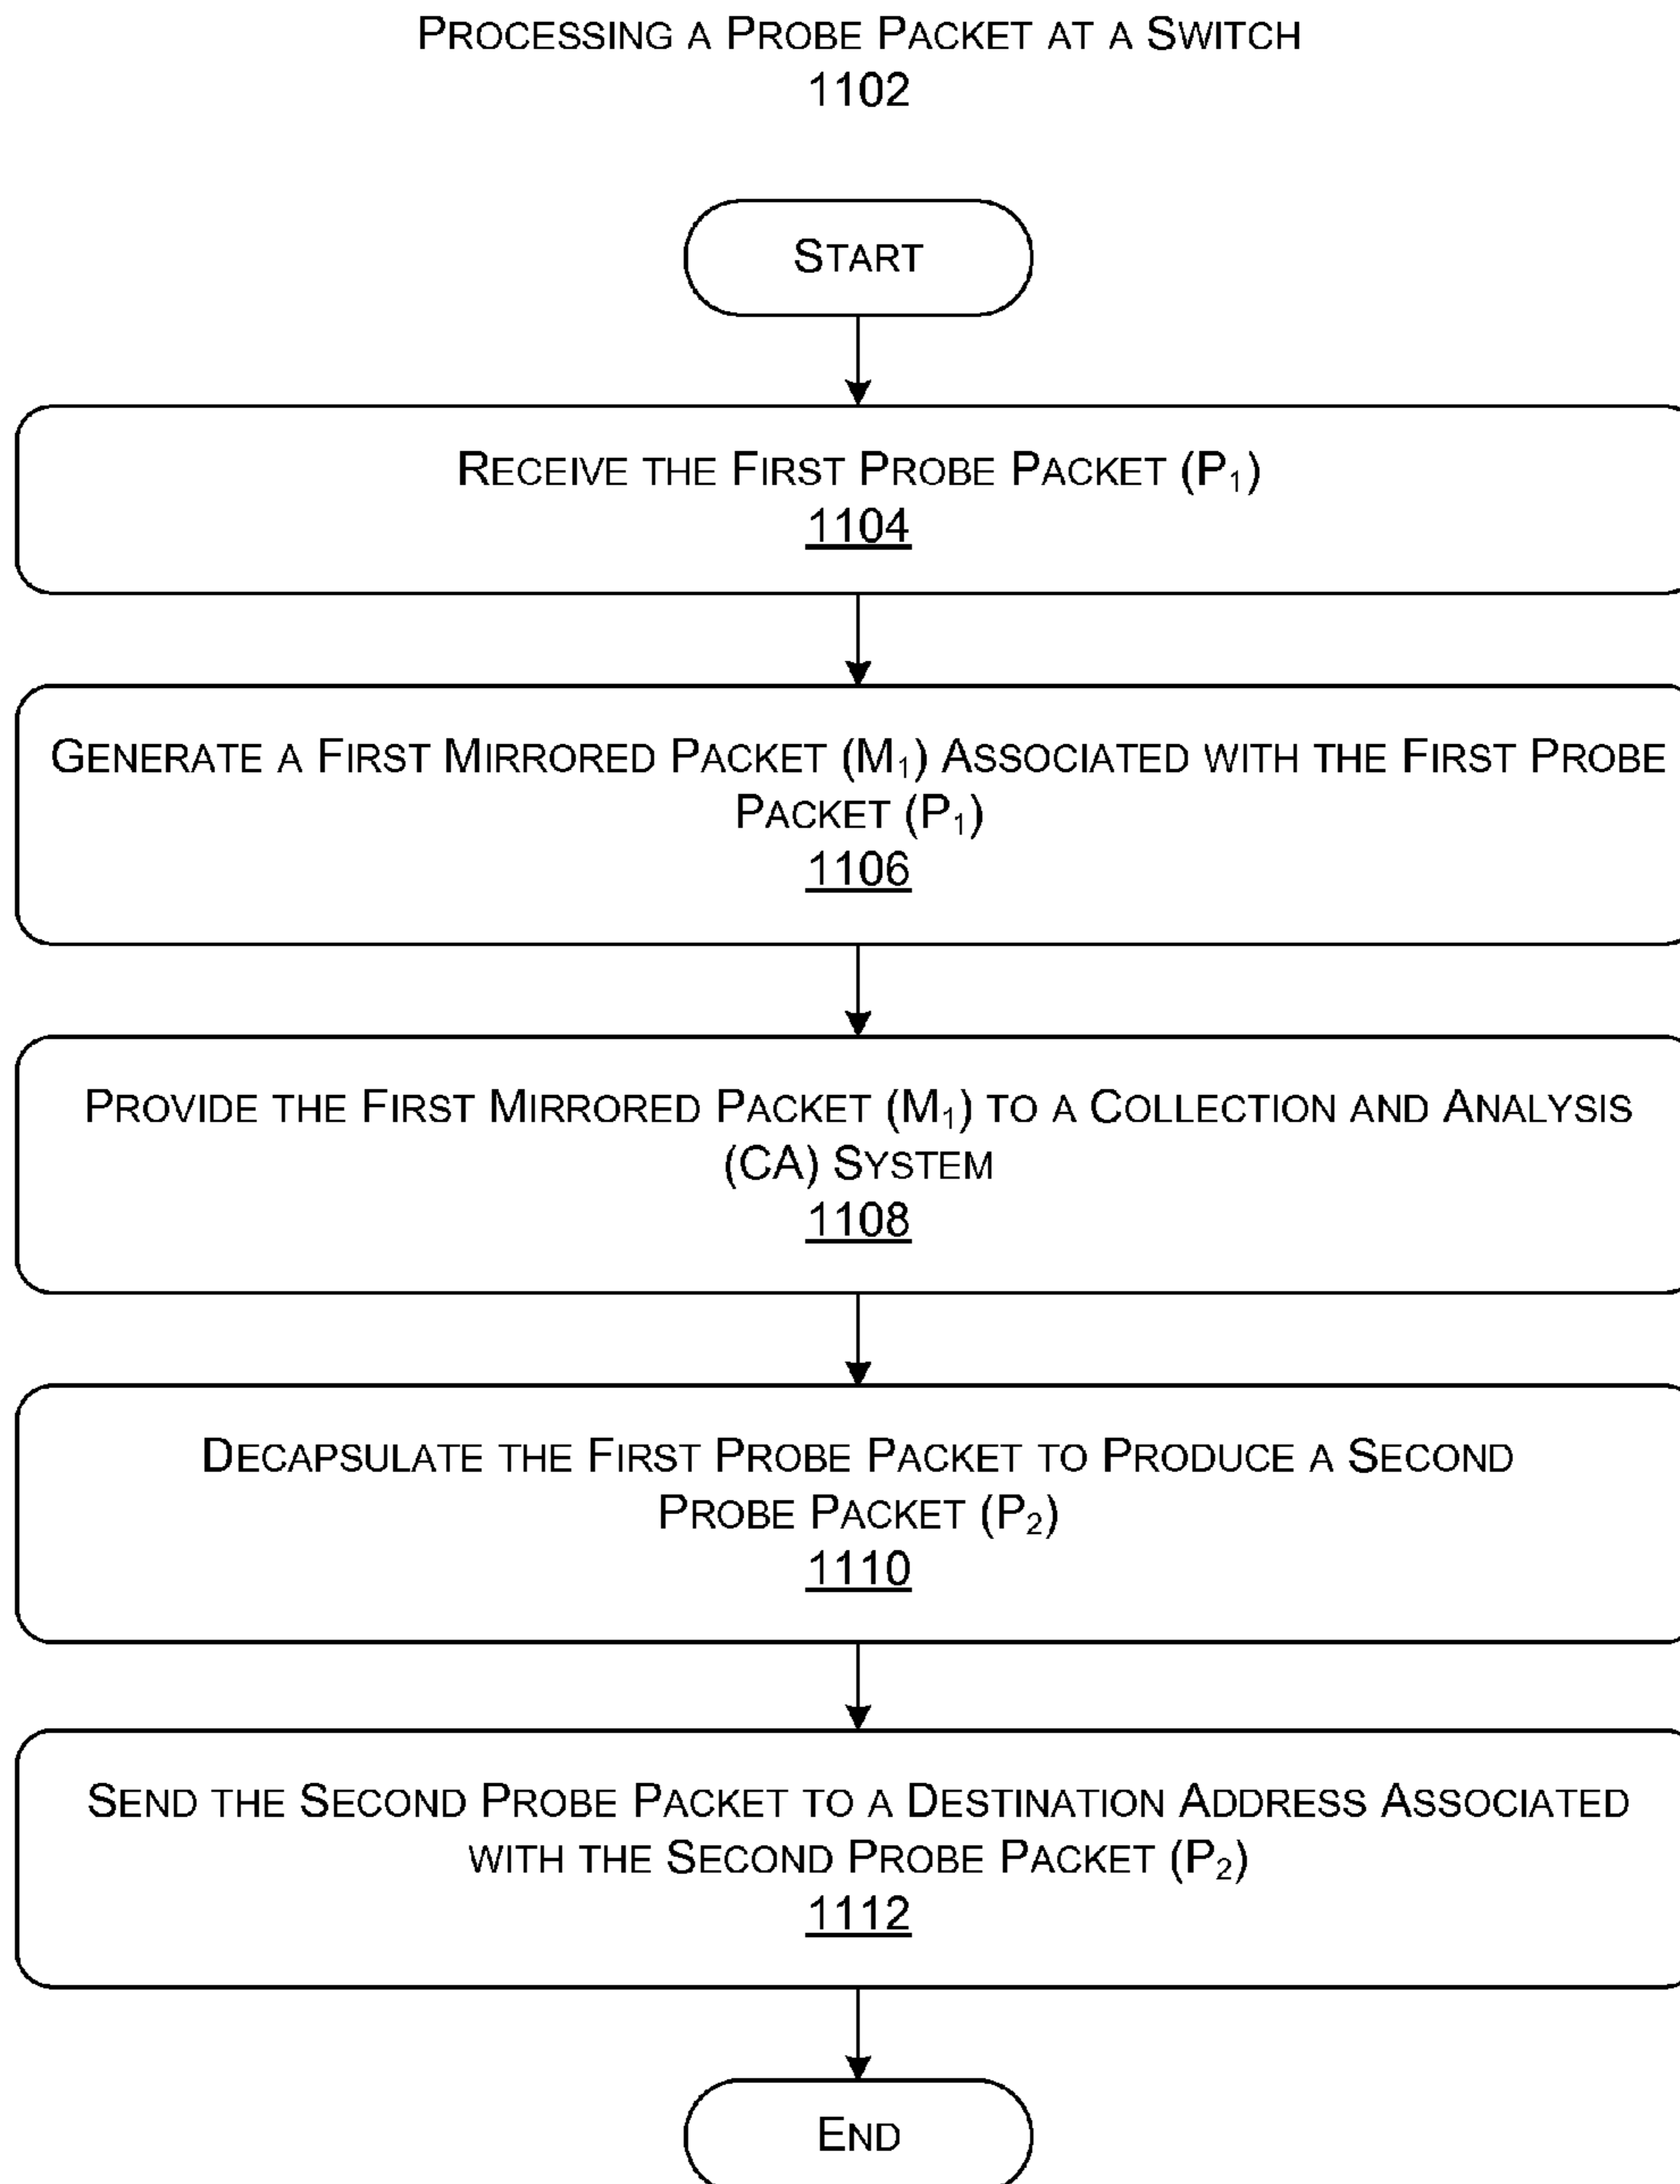 PROCESSING A PROBE PACKET AT A SWITCH
1102
START
RECEIVE THE FIRST PROBE PACKET (P₁)
1104
GENERATE A FIRST MIRRORED PACKET (M₁) ASSOCIATED WITH THE FIRST PROBE
PACKET (P₁)
1106
PROVIDE THE FIRST MIRRORED PACKET (M₁) TO A COLLECTION AND ANALYSIS
(CA) SYSTEM
1108
DECAPSULATE THE FIRST PROBE PACKET TO PRODUCE A SECOND
PROBE PACKET (P₂)
1110
SEND THE SECOND PROBE PACKET TO A DESTINATION ADDRESS ASSOCIATED
WITH THE SECOND PROBE PACKET (P₂)
1112
END